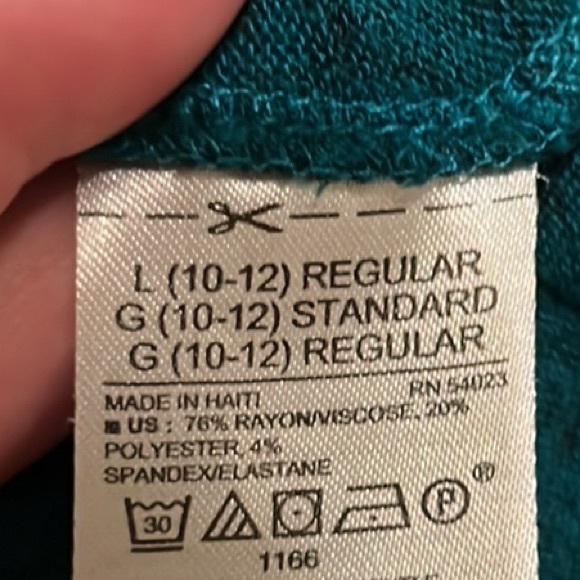 L (10-12) REGULAR
G (10-12) STANDARD
G (10-12) REGULAR
RN 54023
MADE IN HAITI
US : 76% RAYON/VISCOSE, 20%
POLYESTER, 4%
SPANDEX/ELASTANE
30 P ®
1166